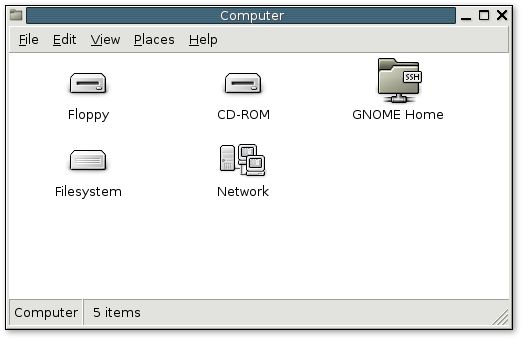 Computer
File Edit View Places Help
SSH
Floppy CD-ROM GNOME Home
Filesystem Network
Computer 5 items